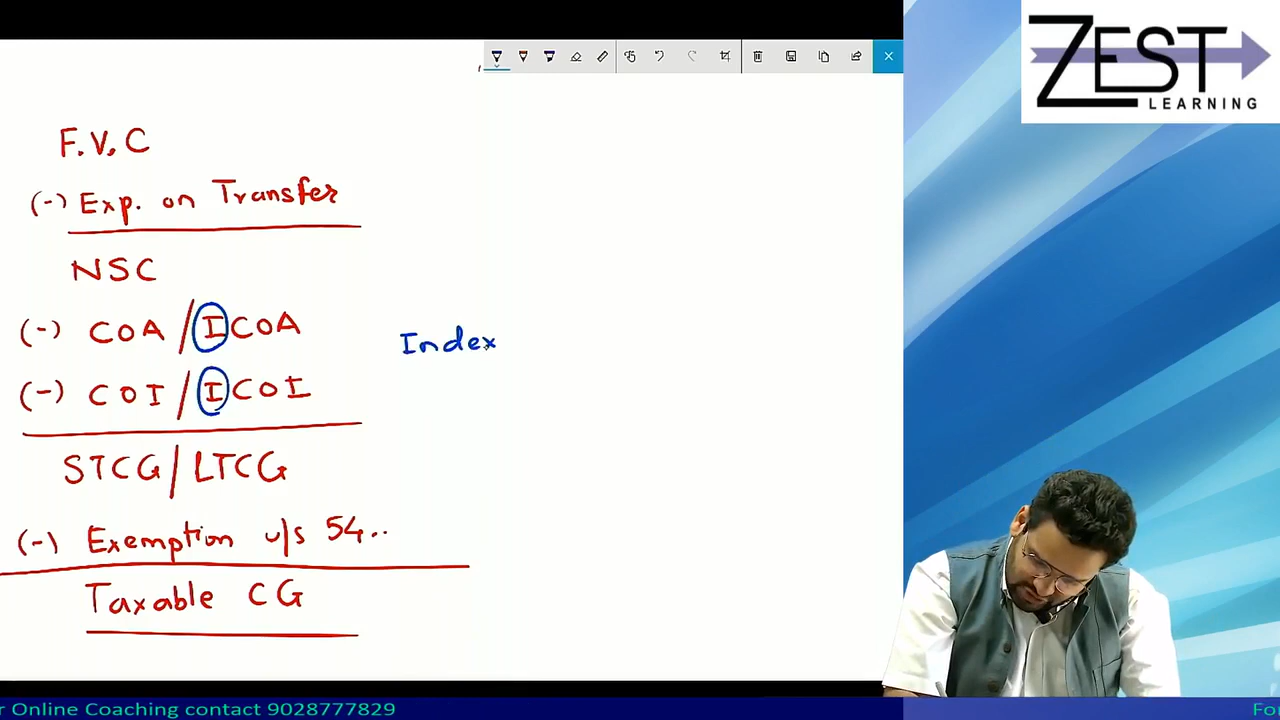 ZEST
LEARNING
F.V.C
(-) Exp. on Transfer
NSC
(-) COA / ICOA
Index
(-) COI / ICOI
STCG / LTCG
(-) Exemption u/s 54..
Taxable CG
r Online Coaching contact 9028777829
For